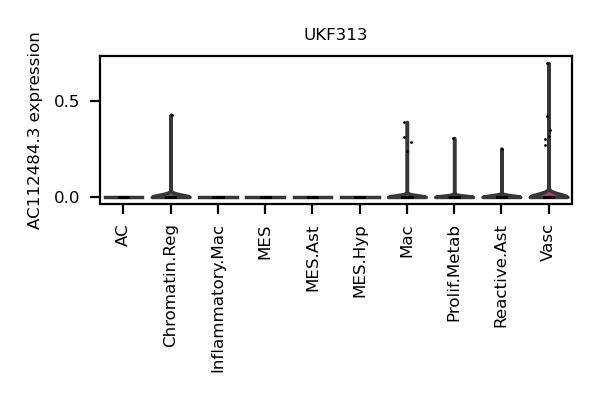 UKF313
AC112484.3 expression
0.5
0.0
AC
Chromatin.Reg
Inflammatory.Mac
MES
MES.Ast
MES.Hyp
Mac
Prolif.Metab
Reactive.Ast
Vasc